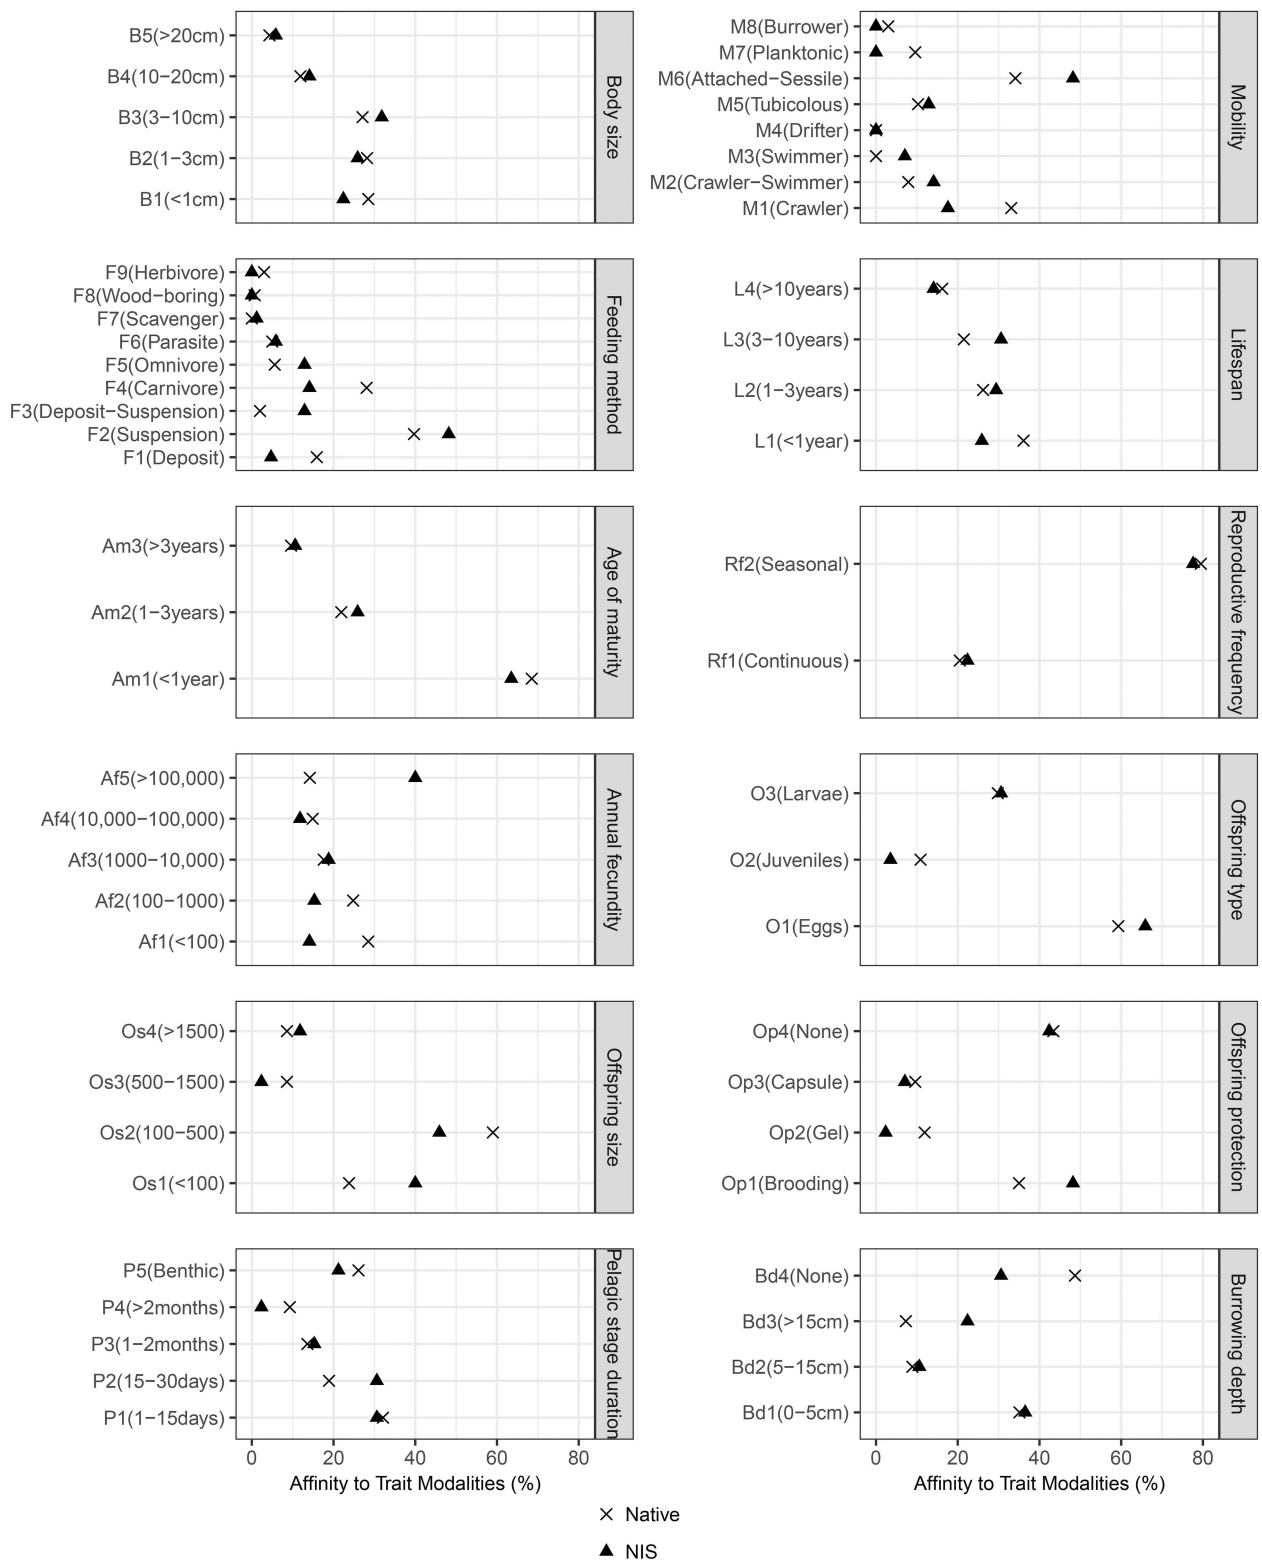 B5(>20cm)
B4(10−20cm)
B3(3−10cm)
B2(1−3cm)
B1(<1cm)
Body size
M8(Burrower)
M7(Planktonic)
M6(Attached−Sessile)
M5(Tubicolous)
M4(Drifter)
M3(Swimmer)
M2(Crawler−Swimmer)
M1(Crawler)
Mobility
F9(Herbivore)
F8(Wood−boring)
F7(Scavenger)
F6(Parasite)
F5(Omnivore)
F4(Carnivore)
F3(Deposit−Suspension)
F2(Suspension)
F1(Deposit)
Feeding method
L4(>10years)
L3(3−10years)
L2(1−3years)
L1(<1year)
Lifespan
Am3(>3years)
Am2(1−3years)
Am1(<1year)
Age of maturity
Rf2(Seasonal)
Rf1(Continuous)
Reproductive frequency
Af5(>100,000)
Af4(10,000−100,000)
Af3(1000−10,000)
Af2(100−1000)
Af1(<100)
Annual fecundity
O3(Larvae)
O2(Juveniles)
O1(Eggs)
Offspring type
Os4(>1500)
Os3(500−1500)
Os2(100−500)
Os1(<100)
Offspring size
Op4(None)
Op3(Capsule)
Op2(Gel)
Op1(Brooding)
Offspring protection
P5(Benthic)
P4(>2months)
P3(1−2months)
P2(15−30days)
P1(1−15days)
Pelagic stage duration
0 20 40 60 80
Affinity to Trait Modalities (%)
Bd4(None)
Bd3(>15cm)
Bd2(5−15cm)
Bd1(0−5cm)
Burrowing depth
0 20 40 60 80
Affinity to Trait Modalities (%)
Native
NIS